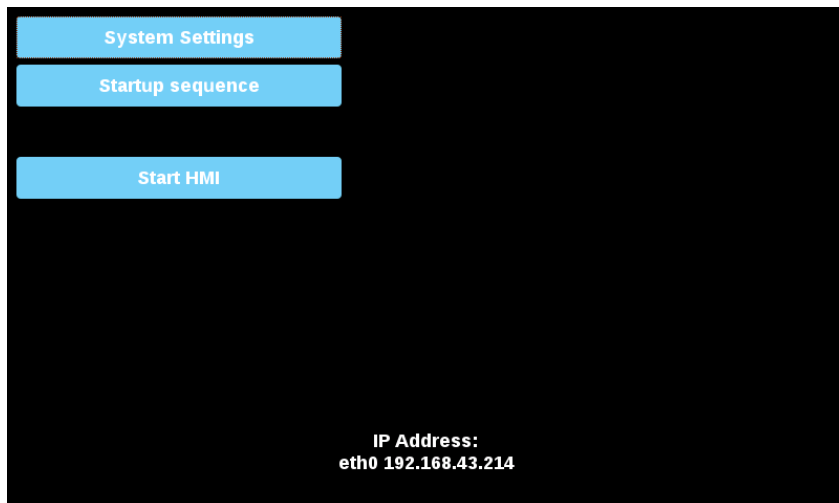 System Settings
Startup sequence
Start HMI
IP Address:
eth0 192.168.43.214